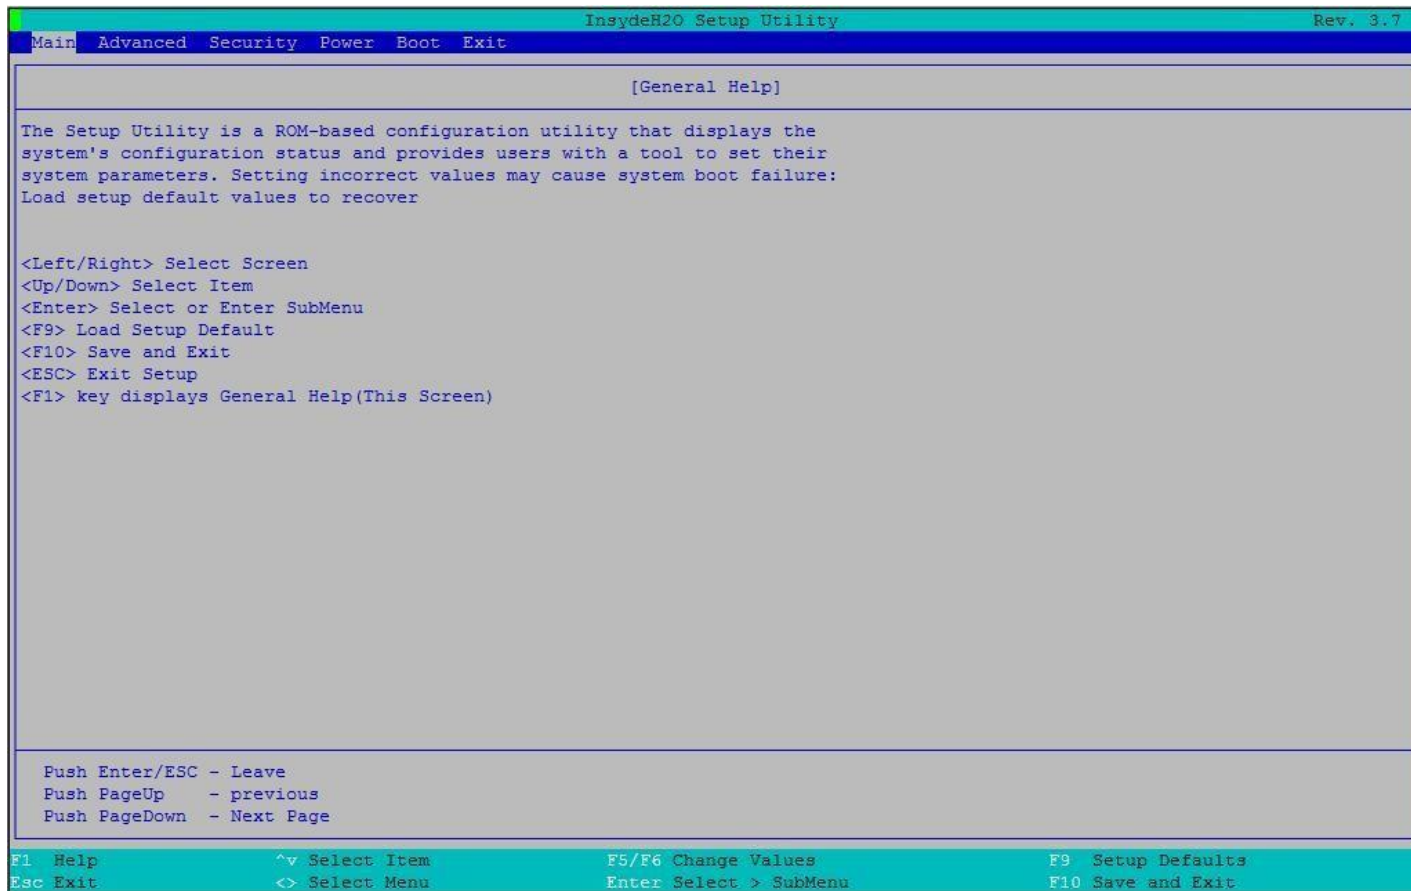 InsydeH2O Setup Utility Rev. 3.7
Main Advanced Security Power Boot Exit
[General Help]
The Setup Utility is a ROM-based configuration utility that displays the
system's configuration status and provides users with a tool to set their
system parameters. Setting incorrect values may cause system boot failure:
Load setup default values to recover
<Left/Right> Select Screen
<Up/Down> Select Item
<Enter> Select or Enter SubMenu
<F9> Load Setup Default
<F10> Save and Exit
<ESC> Exit Setup
<F1> key displays General Help(This Screen)
Push Enter/ESC - Leave
Push PageUp - previous
Push PageDown - Next Page
F1 Help ^v Select Item F5/F6 Change Values F9 Setup Defaults
Esc Exit <> Select Menu Enter Select > SubMenu F10 Save and Exit